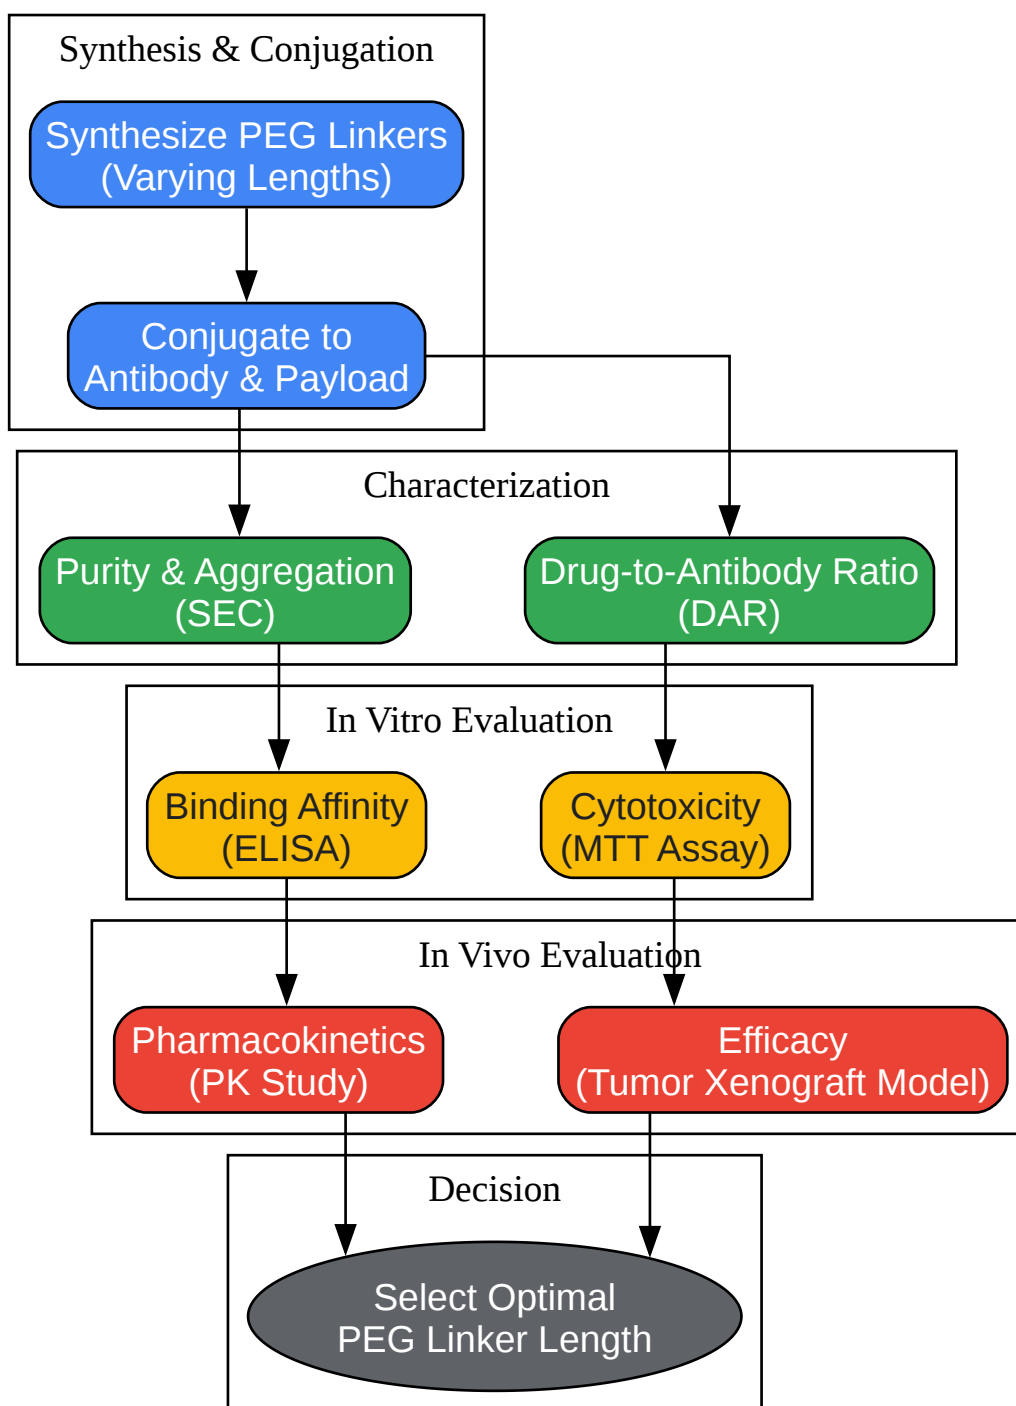 Synthesis & Conjugation
Synthesize PEG Linkers
(Varying Lengths)
Conjugate to
Antibody & Payload
Characterization
Purity & Aggregation
(SEC)
Drug-to-Antibody Ratio
(DAR)
In Vitro Evaluation
Binding Affinity
(ELISA)
Cytotoxicity
(MTT Assay)
In Vivo Evaluation
Pharmacokinetics
(PK Study)
Efficacy
(Tumor Xenograft Model)
Decision
Select Optimal
PEG Linker Length